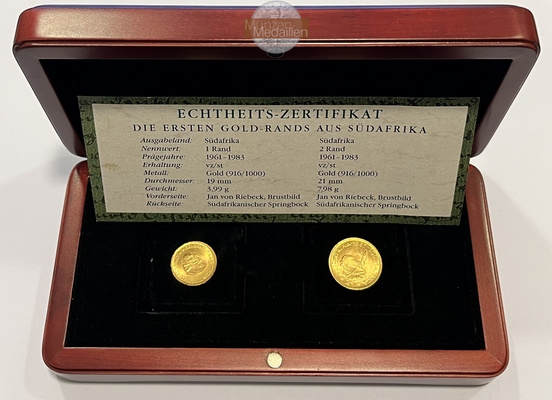 Münzen
Medaillen
ECHTHEITS-ZERTIFIKAT
DIE ERSTEN GOLD-RANDS AUS SÜDAFRIKA
Ausgabeland: Südafrika Südafrika
Nennwert: 1 Rand 2 Rand
Prägejahre: 1961-1983 1961-1983
Erhaltung: vz/st vz/st
Metall: Gold (916/1000) Gold (916/1000)
Durchmesser: 19 mm 21 mm
Gewicht: 3,99 g 7,98 g
Vorderseite: Jan von Riebeck, Brustbild Jan von Riebeck, Brustbild
Rückseite: Südafrikanischer Springbock Südafrikanischer Springbock